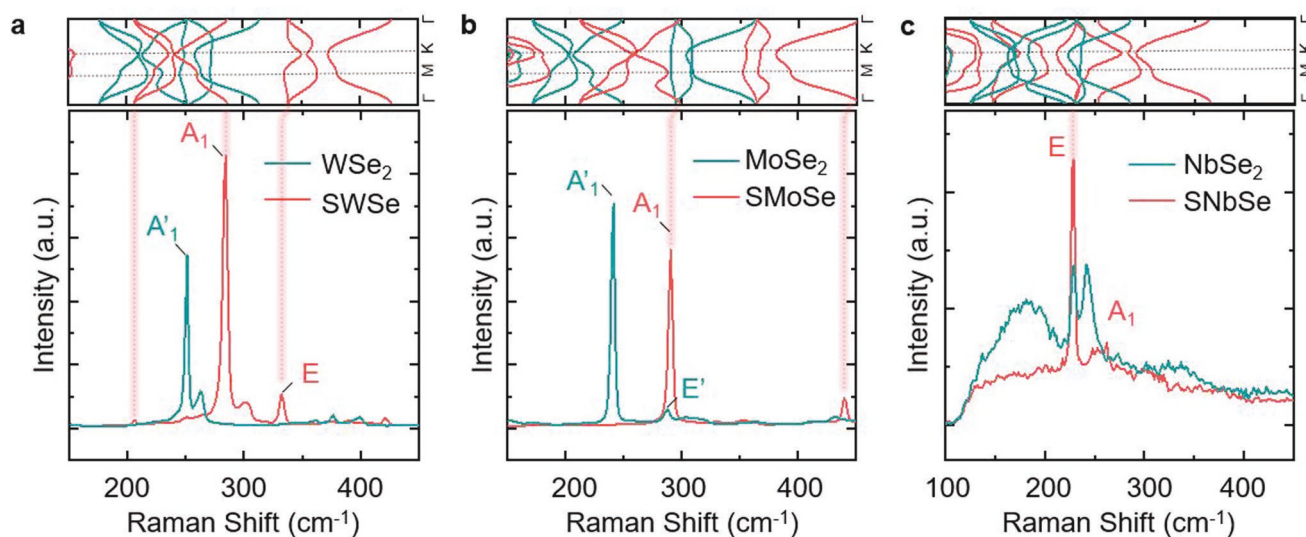 a
Γ
K
M
Γ
A₁
WSe₂
SWSe
A'₁
E
Intensity (a.u.)
200
300
400
Raman Shift (cm⁻¹)
b
Γ
K
M
Γ
A'₁
MoSe₂
SMoSe
A₁
E'
Intensity (a.u.)
200
300
400
Raman Shift (cm⁻¹)
c
Γ
K
M
Γ
E
NbSe₂
SNbSe
A₁
Intensity (a.u.)
100
200
300
400
Raman Shift (cm⁻¹)